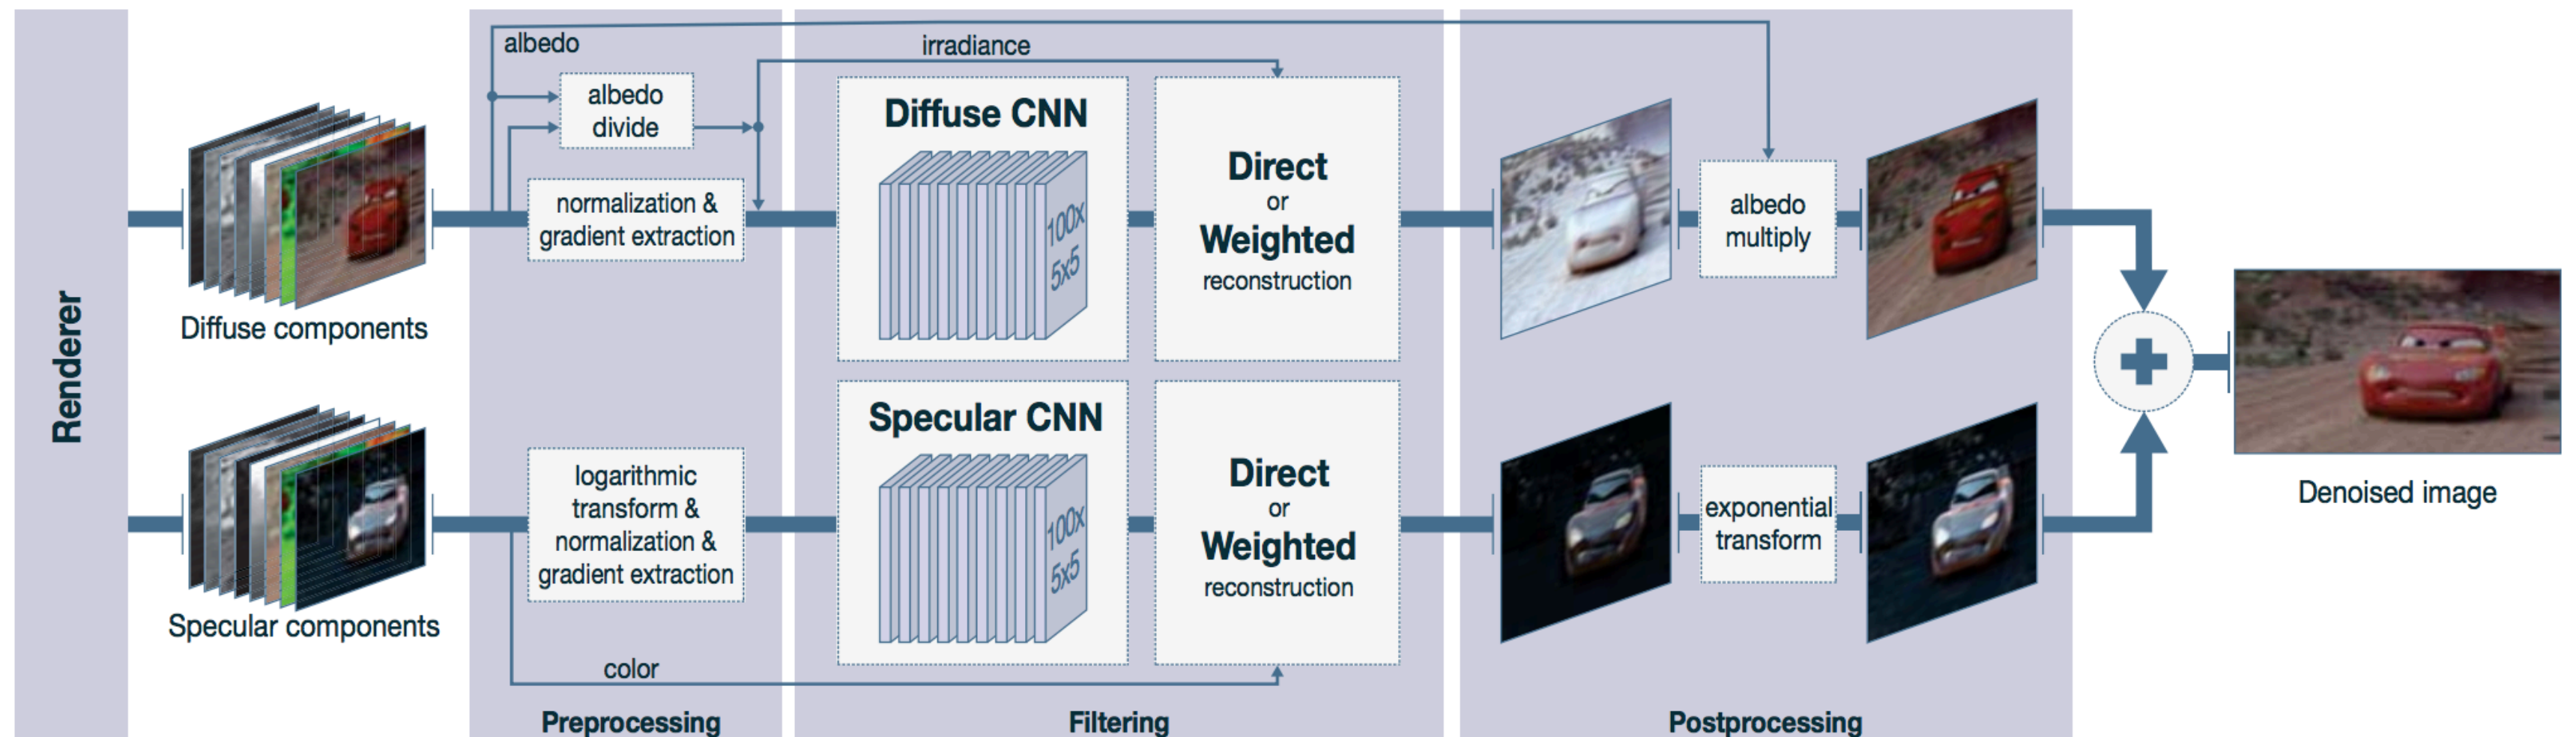 Renderer
Diffuse components
Specular components
albedo
albedo
divide
normalization &
gradient extraction
logarithmic
transform &
normalization &
gradient extraction
color
Preprocessing
irradiance
Diffuse CNN
100x
5x5
Direct
or
Weighted
reconstruction
Specular CNN
100x
5x5
Direct
or
Weighted
reconstruction
Filtering
albedo
multiply
exponential
transform
Postprocessing
Denoised image